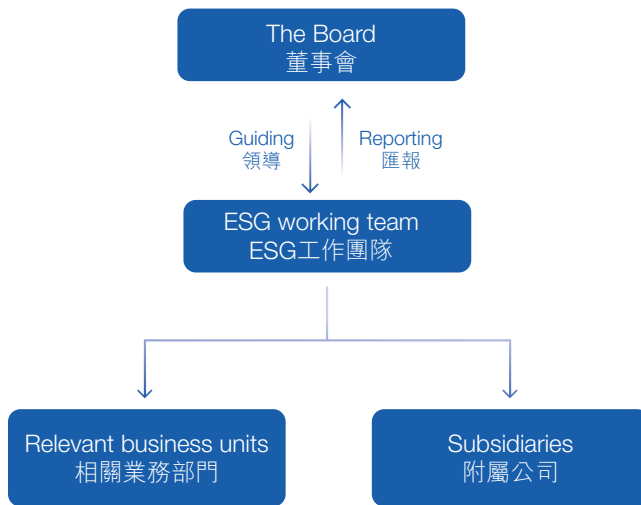 The Board
董事會
Guiding
領導
Reporting
匯報
ESG working team
ESG工作團隊
Relevant business units
相關業務部門
Subsidiaries
附屬公司